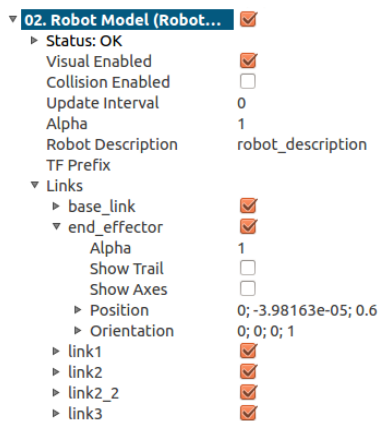 02. Robot Model (Robot...
Status: OK
Visual Enabled
Collision Enabled
Update Interval 0
Alpha 1
Robot Description robot_description
TF Prefix
Links
base_link
end_effector
Alpha 1
Show Trail
Show Axes
Position 0; -3.98163e-05; 0.6
Orientation 0; 0; 0; 1
link1
link2
link2_2
link3